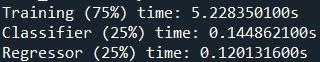 Training (75%) time: 5.228350100s
Classifier (25%) time: 0.144862100s
Regressor (25%) time: 0.120131600s